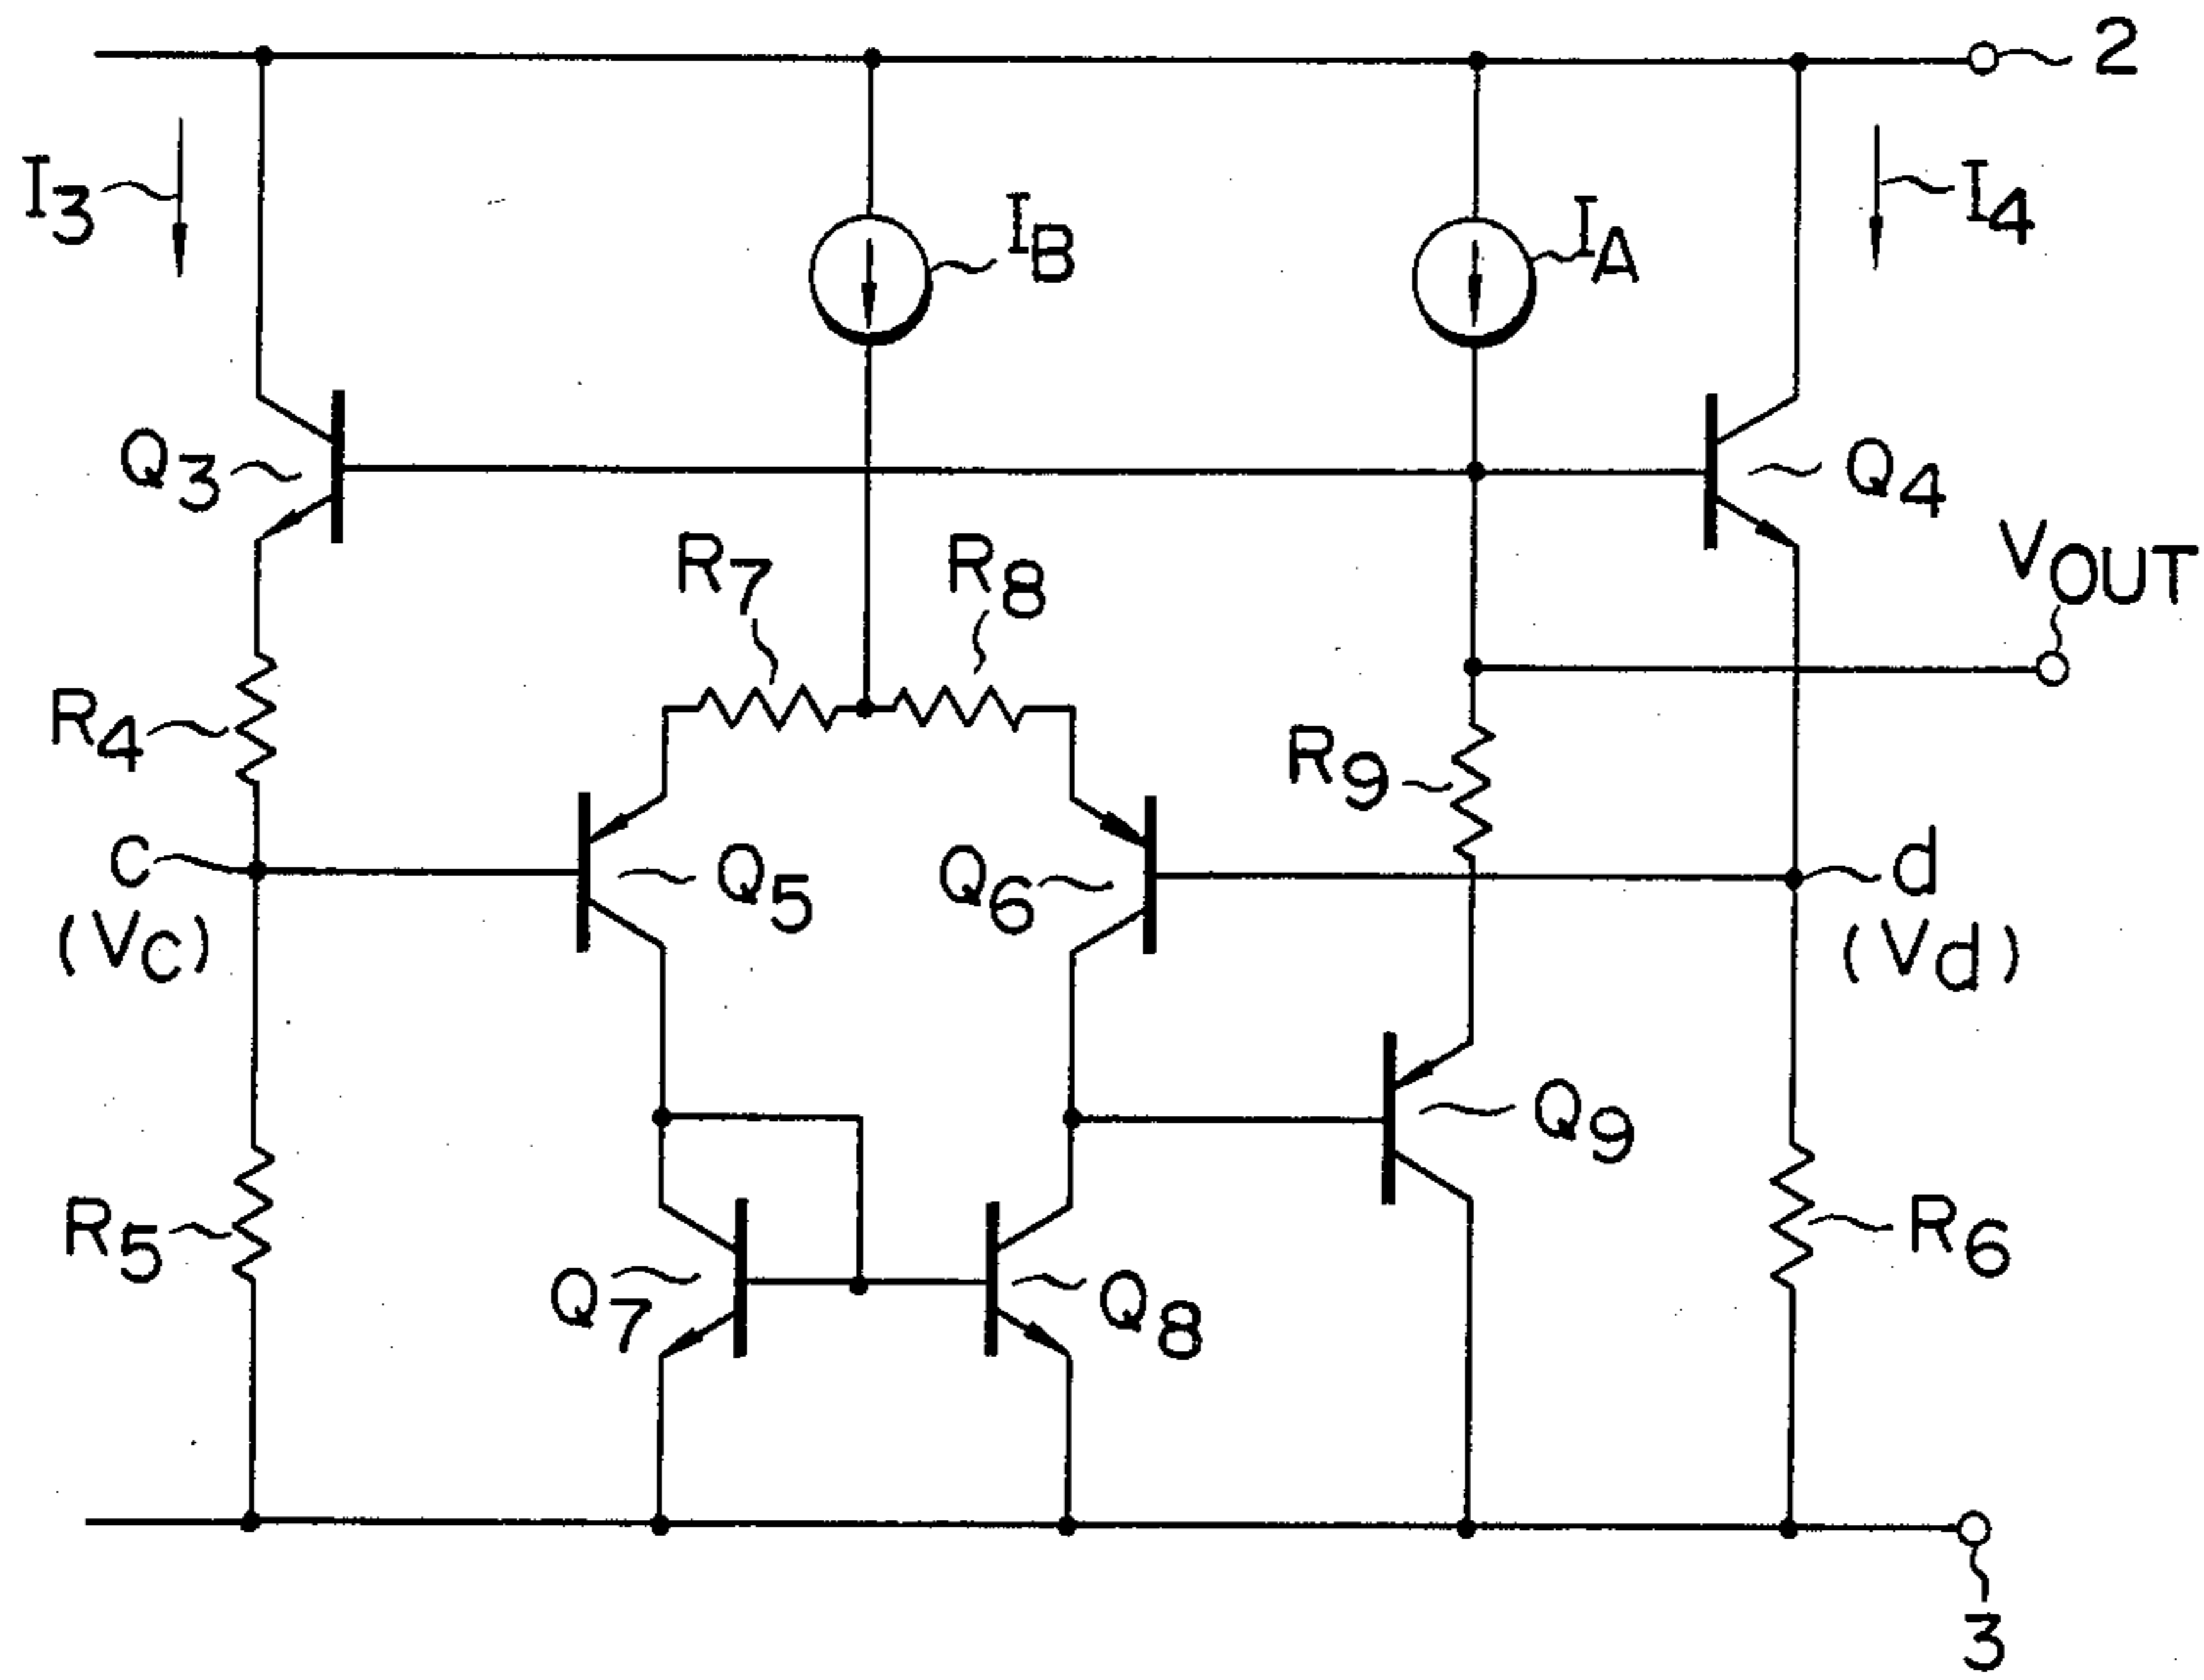 2
I3
IB
IA
I4
Q3
Q4
VOUT
R7
R8
R4
R9
C
(VC)
Q5
Q6
d
(Vd)
Q9
R5
R6
Q7
Q8
3